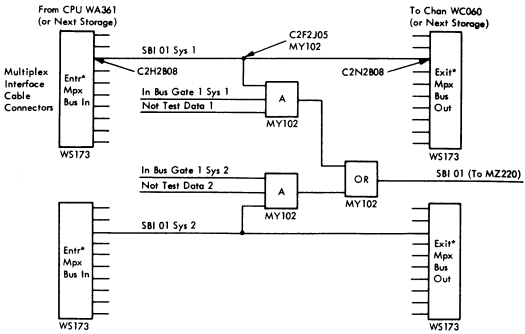 From CPU WA361
(or Next Storage)
To Chan WC060
(or Next Storage)
C2F2J05
MY102
SBI 01 Sys 1
Multiplex
Interface
Cable
Connectors
Entr*
Mpx
Bus In
C2H2B08
C2N2B08
Exit*
Mpx
Bus
Out
In Bus Gate 1 Sys 1
Not Test Data 1
A
MY102
WS173
WS173
In Bus Gate 1 Sys 2
Not Test Data 2
A
MY102
OR
MY102
SBI 01 (To MZ220)
SBI 01 Sys 2
Entr*
Mpx
Bus In
Exit*
Mpx
Bus
Out
WS173
WS173